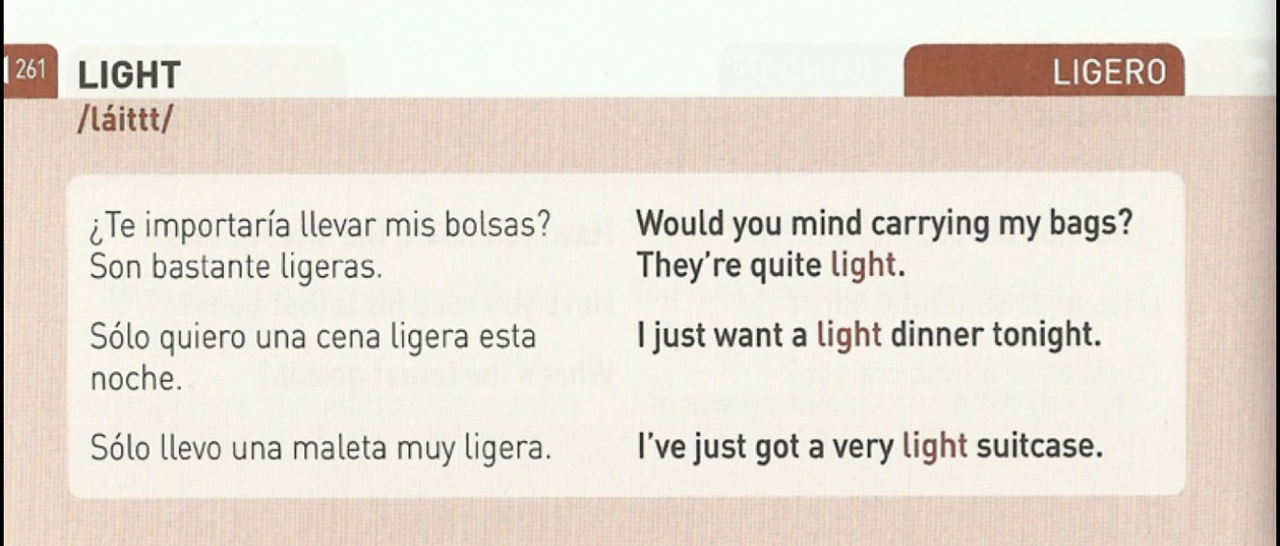 261
LIGHT
LIGERO
/láittt/
¿Te importaría llevar mis bolsas?
Son bastante ligeras.
Would you mind carrying my bags?
They're quite light.
Sólo quiero una cena ligera esta
noche.
I just want a light dinner tonight.
Sólo llevo una maleta muy ligera.
I've just got a very light suitcase.